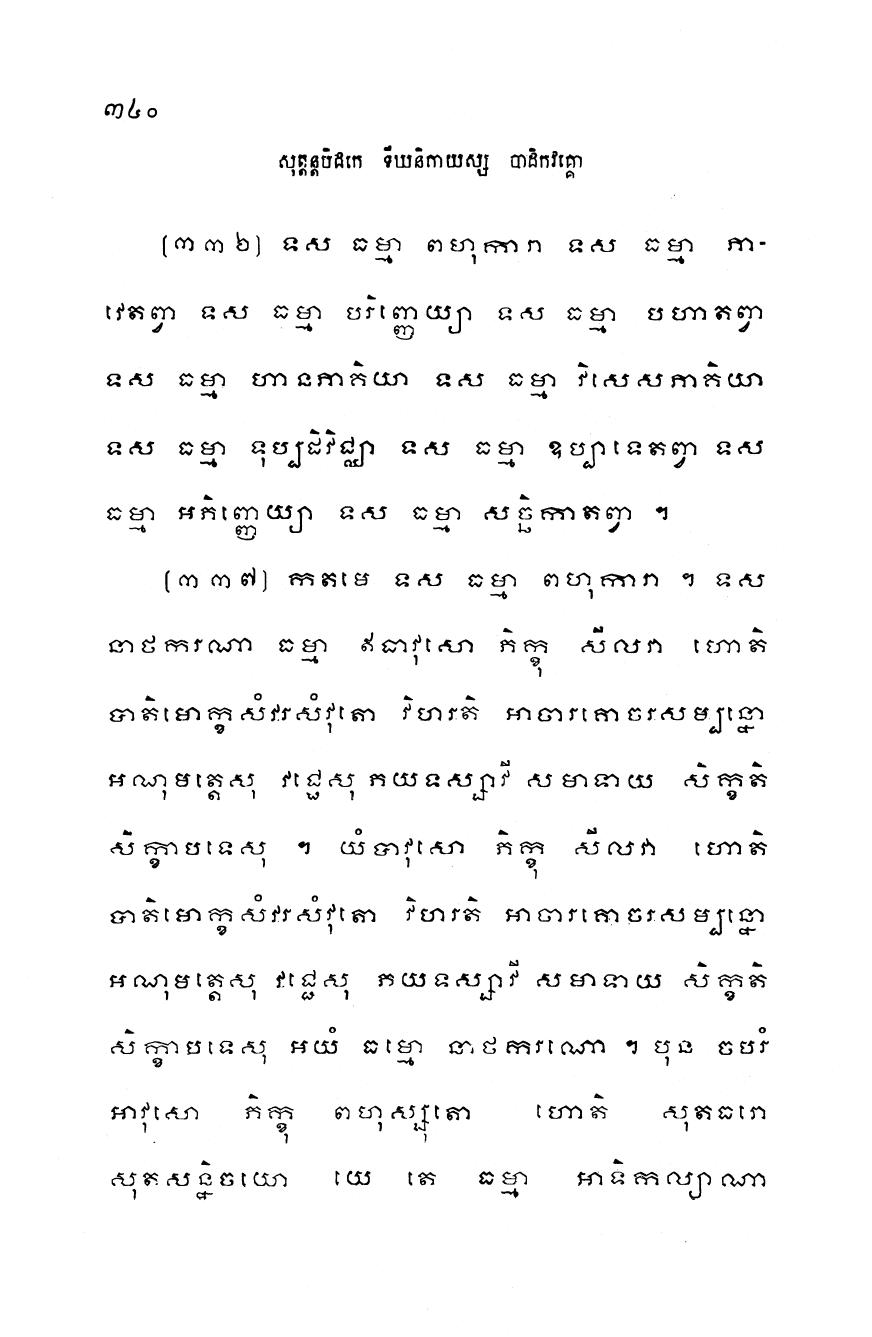 ៣៤០
សុត្តន្តបិដកេ ទីឃនិកាយស្ស បាដិកវគ្គោ
(៣៣៦) ទស ធម្មា ពហុការា ទស ធម្មា ភា-
វេតព្វា ទស ធម្មា បរិញ្ញេយ្យា ទស ធម្មា បហាតព្វា
ទស ធម្មា ហានភាគិយា ទស ធម្មា វិសេសភាគិយា
ទស ធម្មា ទុប្បដិវិជ្ឈា ទស ធម្មា ឧប្បាទេតព្វា ទស
ធម្មា អភិញ្ញេយ្យា ទស ធម្មា សច្ឆិកាតព្វា ។
(៣៣៧) កតមេ ទស ធម្មា ពហុការា ។ ទស
នាថករណា ធម្មា ឥធាវុសោ ភិក្ខុ សីលវា ហោតិ
បាតិមោក្ខសំវរសំវុតោ វិហរតិ អាចារគោចរសម្បន្នោ
អណុមត្តេសុ វជ្ជេសុ ភយទស្សាវី សមាទាយ សិក្ខតិ
សិក្ខាបទេសុ ។ យំបាវុសោ ភិក្ខុ សីលវា ហោតិ
បាតិមោក្ខសំវរសំវុតោ វិហរតិ អាចារគោចរសម្បន្នោ
អណុមត្តេសុ វជ្ជេសុ ភយទស្សាវី សមាទាយ សិក្ខតិ
សិក្ខាបទេសុ អយំ ធម្មោ នាថករណោ ។ បុន ចបរំ
អាវុសោ ភិក្ខុ ពហុស្សុតោ ហោតិ សុតធរោ
សុតសន្និចយោ យេ តេ ធម្មា អាទិកល្យាណា